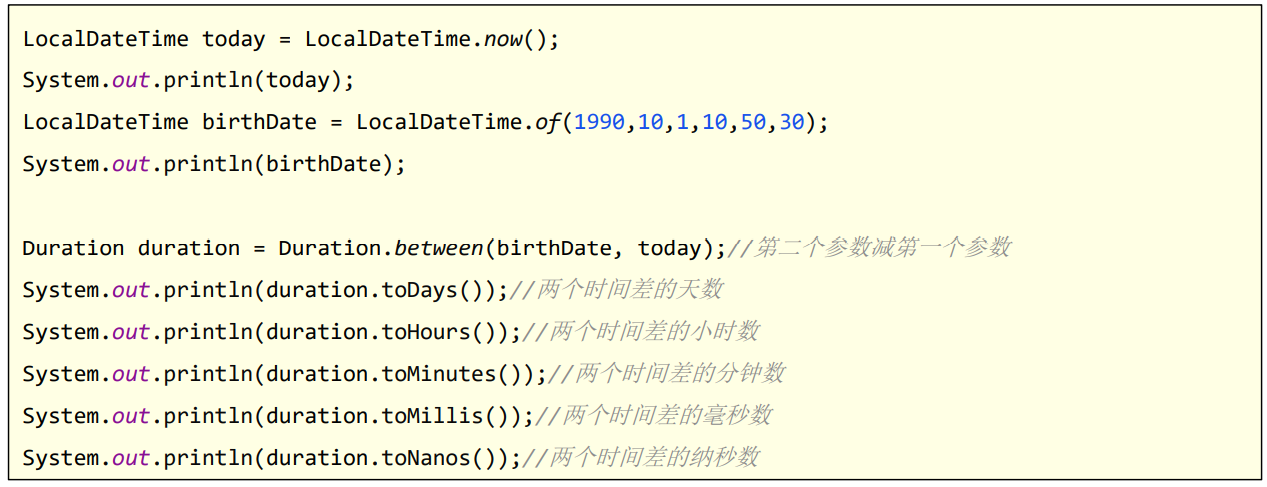 LocalDateTime today = LocalDateTime.now();
System.out.println(today);
LocalDateTime birthDate = LocalDateTime.of(1990,10,1,10,50,30);
System.out.println(birthDate);
Duration duration = Duration.between(birthDate, today);//第二个参数减第一个参数
System.out.println(duration.toDays());//两个时间差的天数
System.out.println(duration.toHours());//两个时间差的小时数
System.out.println(duration.toMinutes());//两个时间差的分钟数
System.out.println(duration.toMillis());//两个时间差的毫秒数
System.out.println(duration.toNanos());//两个时间差的纳秒数